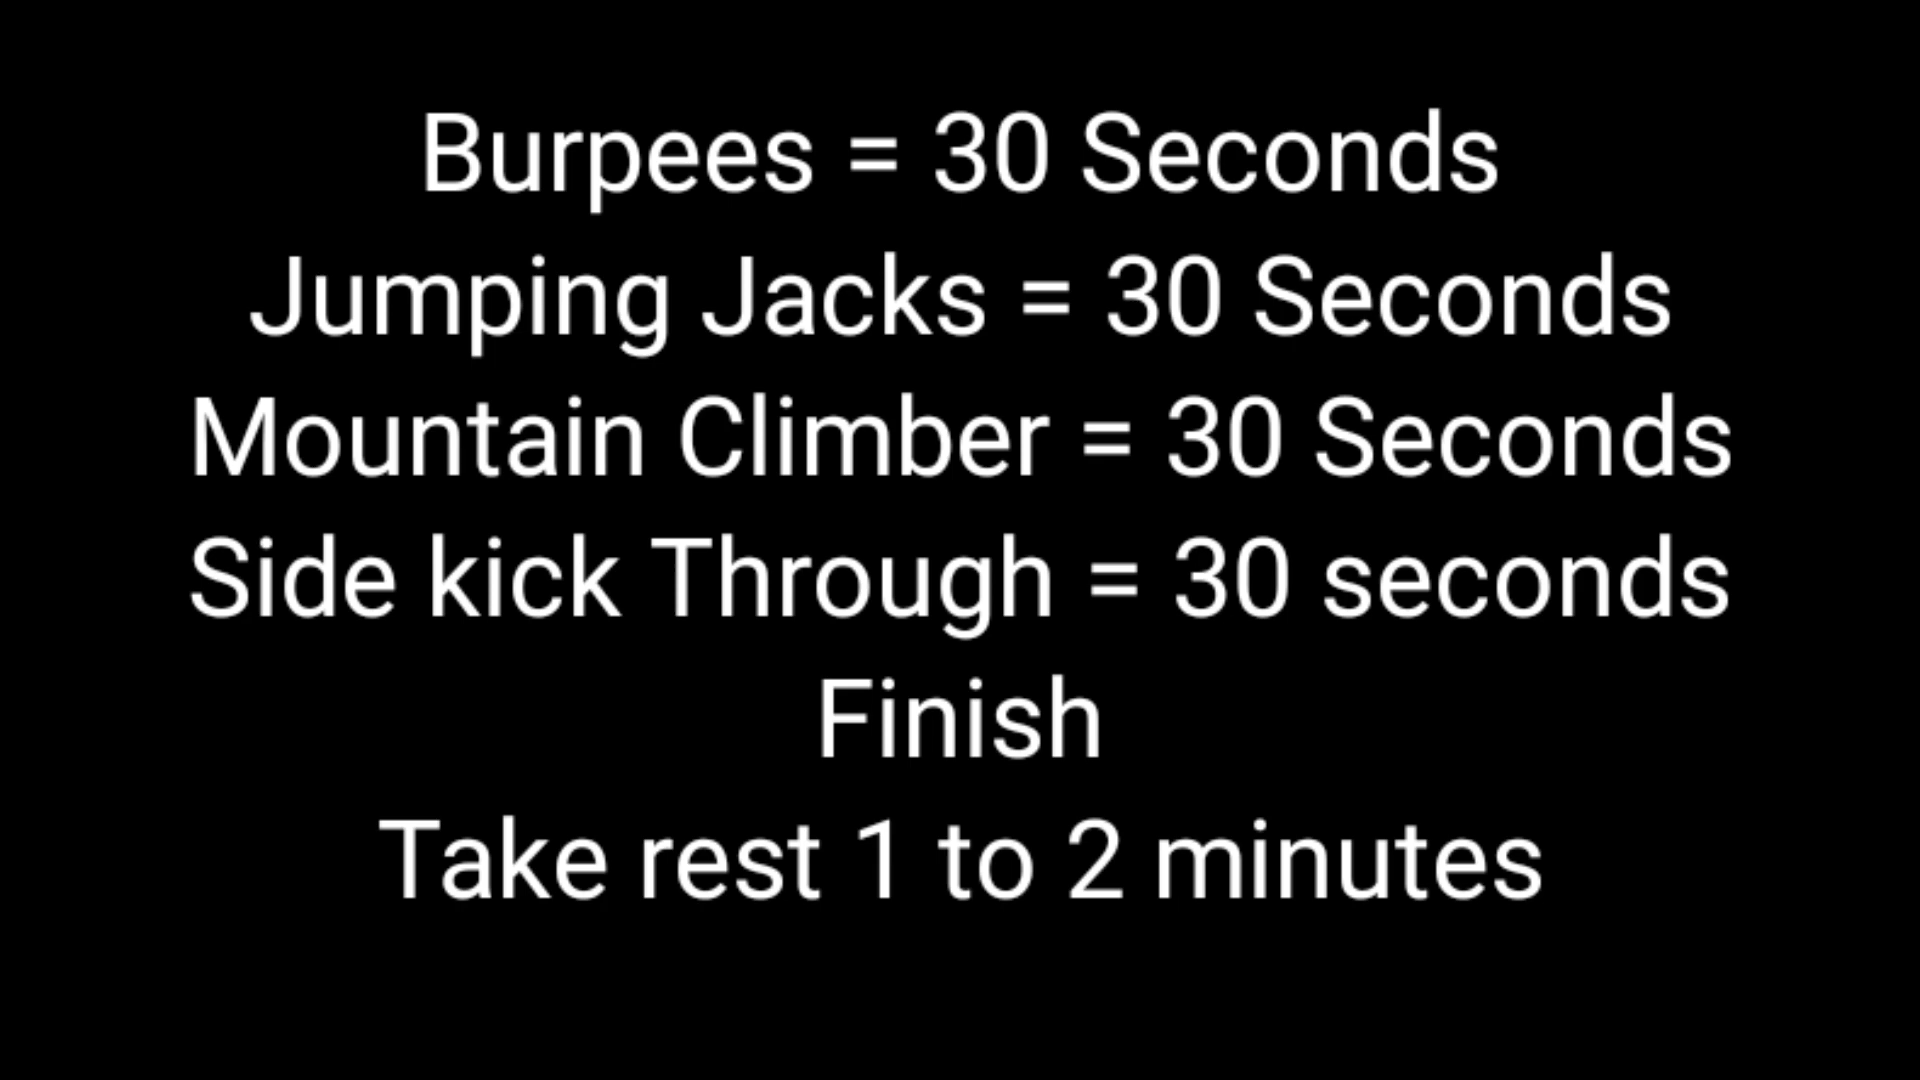 Burpees = 30 Seconds
Jumping Jacks = 30 Seconds
Mountain Climber = 30 Seconds
Side kick Through = 30 seconds
Finish
Take rest 1 to 2 minutes